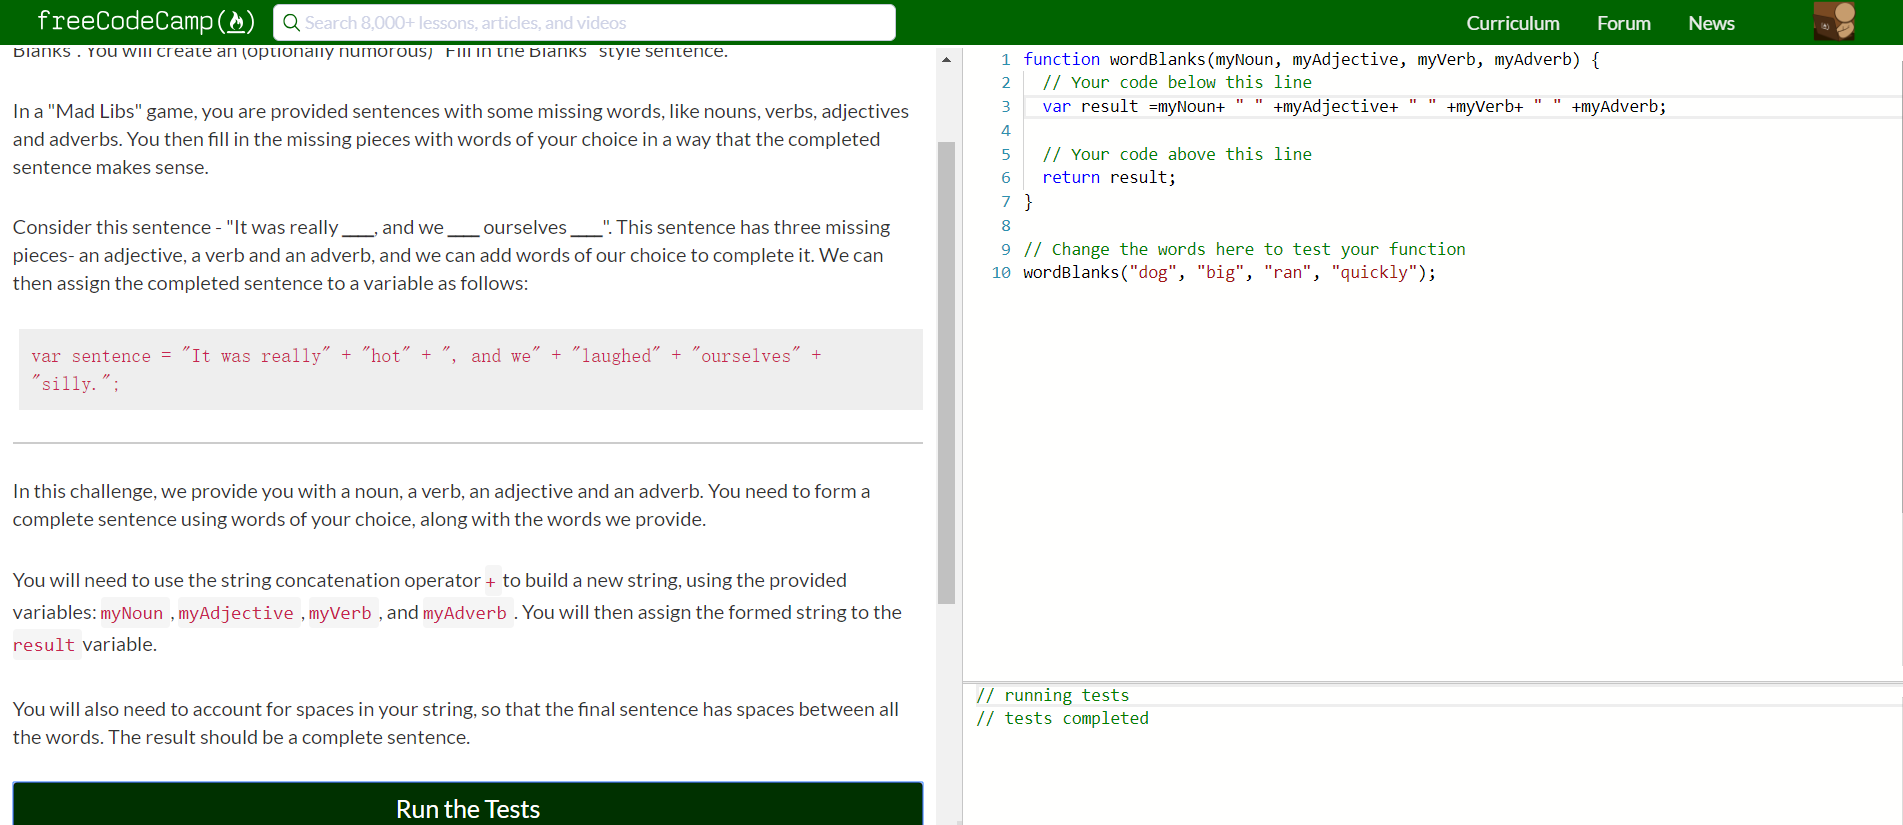 freeCodeCamp
Search 8,000+ lessons, articles, and videos
Curriculum Forum News
Blanks". You will create an (optionally humorous) "Fill in the Blanks" style sentence.
In a "Mad Libs" game, you are provided sentences with some missing words, like nouns, verbs, adjectives
and adverbs. You then fill in the missing pieces with words of your choice in a way that the completed
sentence makes sense.
Consider this sentence - "It was really ____, and we ____ ourselves ____". This sentence has three missing
pieces- an adjective, a verb and an adverb, and we can add words of our choice to complete it. We can
then assign the completed sentence to a variable as follows:
var sentence = "It was really" + "hot" + ", and we" + "laughed" + "ourselves" +
"silly.";
In this challenge, we provide you with a noun, a verb, an adjective and an adverb. You need to form a
complete sentence using words of your choice, along with the words we provide.
You will need to use the string concatenation operator + to build a new string, using the provided
variables: myNoun , myAdjective , myVerb , and myAdverb . You will then assign the formed string to the
result variable.
You will also need to account for spaces in your string, so that the final sentence has spaces between all
the words. The result should be a complete sentence.
Run the Tests
1 function wordBlanks(myNoun, myAdjective, myVerb, myAdverb) {
2 // Your code below this line
3 var result =myNoun+ " " +myAdjective+ " " +myVerb+ " " +myAdverb;
4
5 // Your code above this line
6 return result;
7 }
8
9 // Change the words here to test your function
10 wordBlanks("dog", "big", "ran", "quickly");
// running tests
// tests completed